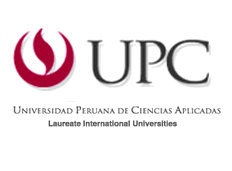 UPC
UNIVERSIDAD PERUANA DE CIENCIAS APLICADAS
Laureate International Universities